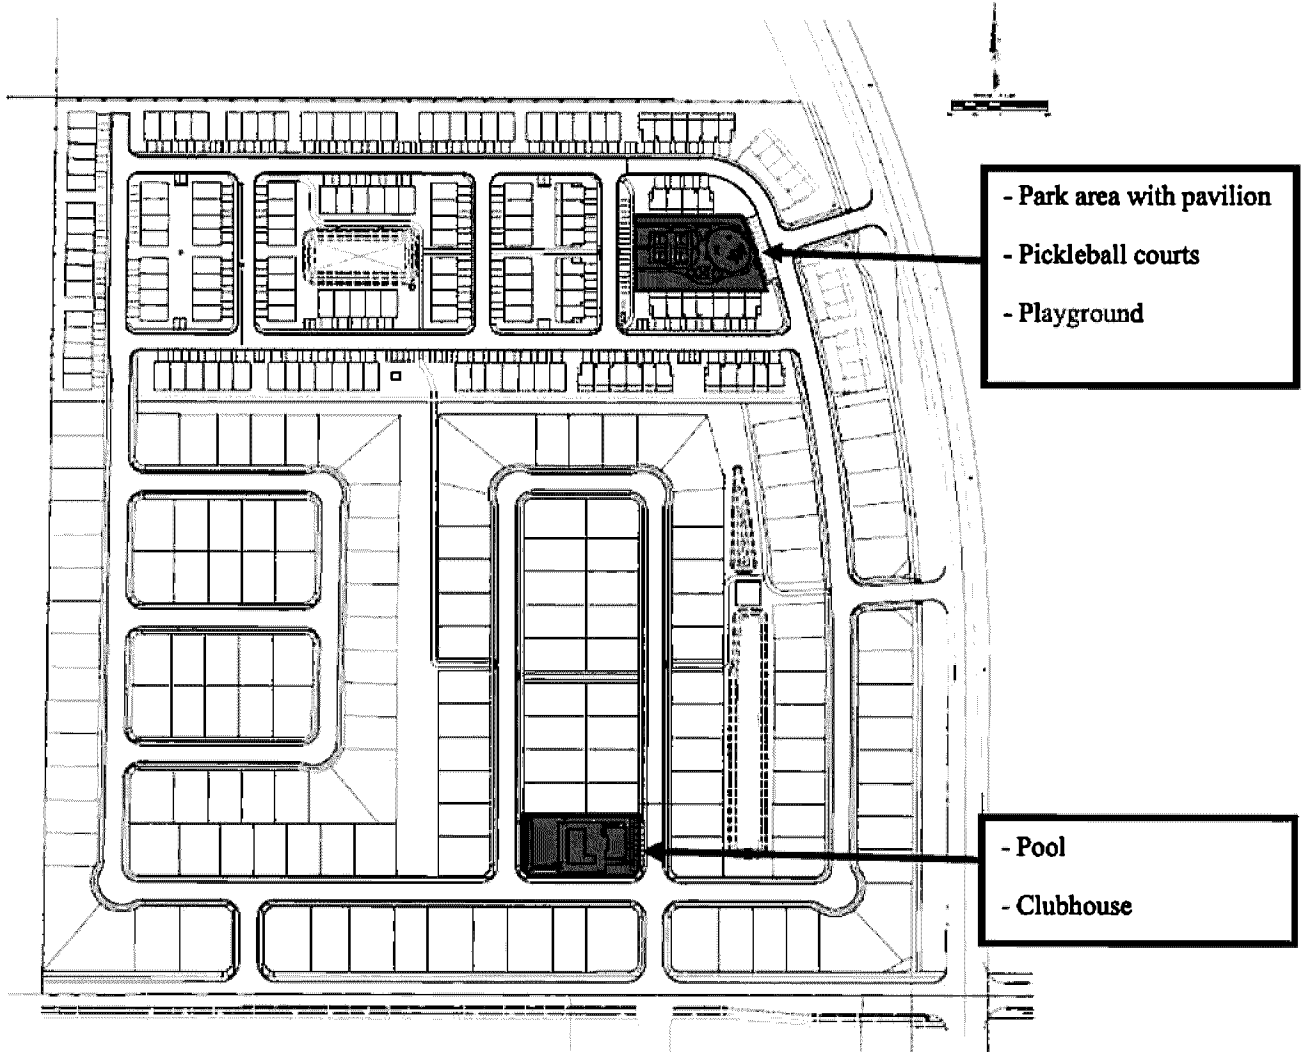 - Park area with pavilion
- Pickleball courts
- Playground
- Pool
- Clubhouse